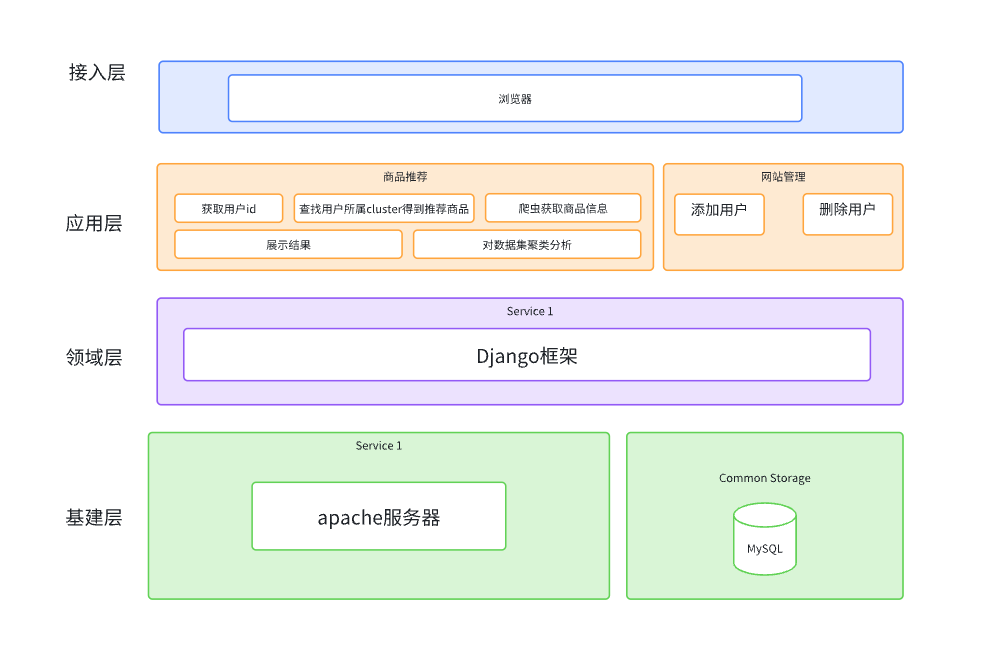 接入层
浏览器
应用层
商品推荐
获取用户id
查找用户所属cluster得到推荐商品
爬虫获取商品信息
展示结果
对数据集聚类分析
网站管理
添加用户
删除用户
领域层
Service 1
Django框架
基建层
Service 1
apache服务器
Common Storage
MySQL